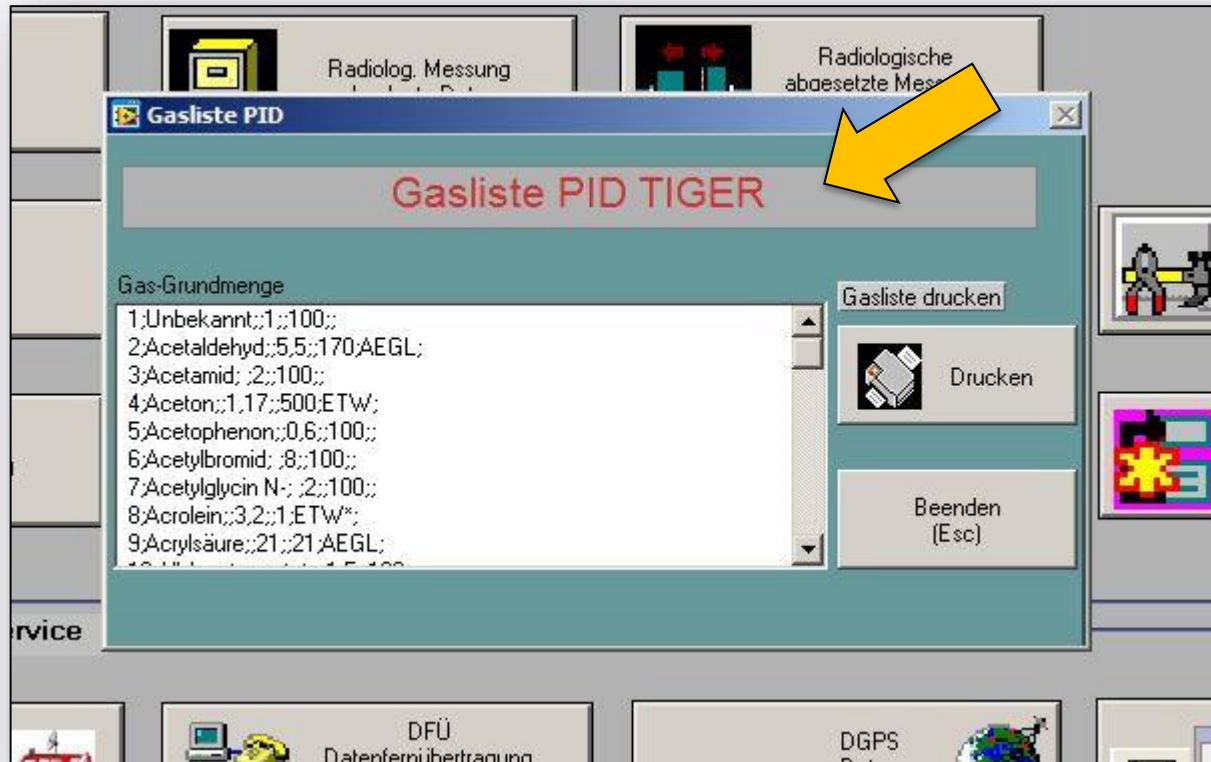 Radiolog. Messung
Radiologische
abgesetzte
Gasliste PID
Gasliste PID TIGER
Gas-Grundmenge
1;Unbekannt;;1;;100;;
2;Acetaldehyd;;5,5;;170;AEGL;
3;Acetamid; ;2;;100;;
4;Aceton;;1,17;;500;ETW;
5;Acetophenon;;0,6;;100;;
6;Acetylbromid; ;8;;100;;
7;Acetylglycin N-; ;2;;100;;
8;Acrolein;;3,2;;1;ETW*;
9;Acrylsäure;;21;;21;AEGL;
Gasliste drucken
Drucken
Beenden
(Esc)
rvice
DFÜ
Datenfernübertragung
DGPS